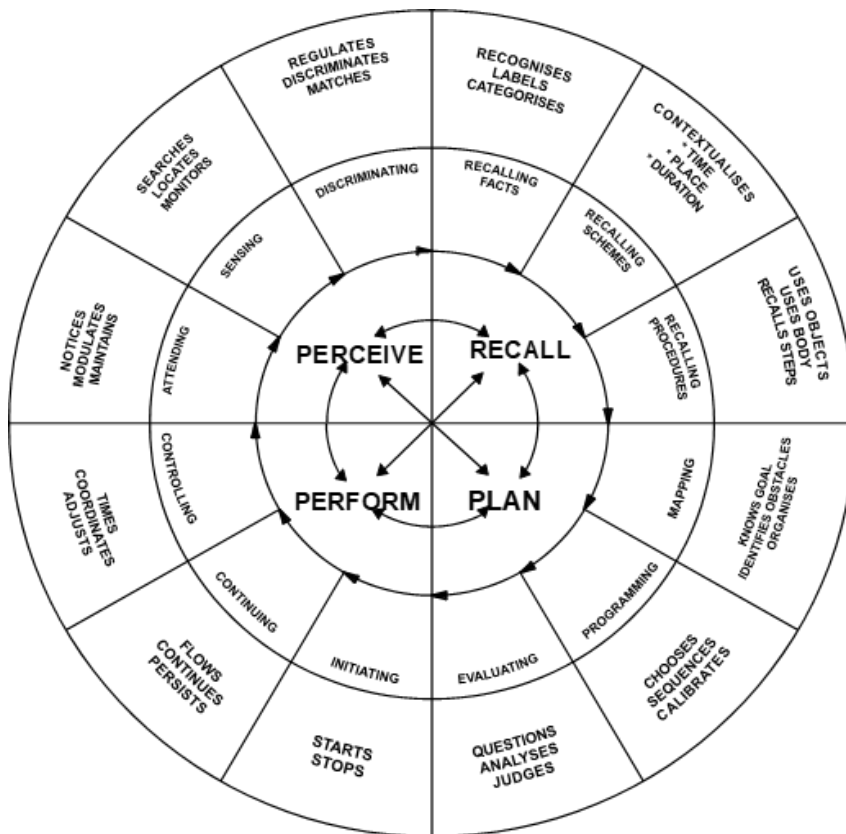 REGULATES
DISCRIMINATES
MATCHES
RECOGNISES
LABELS
CATEGORISES
CONTEXTUALISES
* TIME
* PLACE
* DURATION
USES OBJECTS
USES BODY
RECALLS STEPS
KNOWS GOAL
IDENTIFIES OBSTACLES
ORGANISES
CHOOSES
SEQUENCES
CALIBRATES
QUESTIONS
ANALYSES
JUDGES
STARTS
STOPS
FLOWS
CONTINUES
PERSISTS
TIMES
COORDINATES
ADJUSTS
NOTICES
MODULATES
MAINTAINS
SEARCHES
LOCATES
MONITORS
DISCRIMINATING
RECALLING
FACTS
RECALLING
SCHEMES
RECALLING
PROCEDURES
MAPPING
PROGRAMMING
EVALUATING
INITIATING
CONTINUING
CONTROLLING
ATTENDING
SENSING
PERCEIVE
RECALL
PERFORM
PLAN